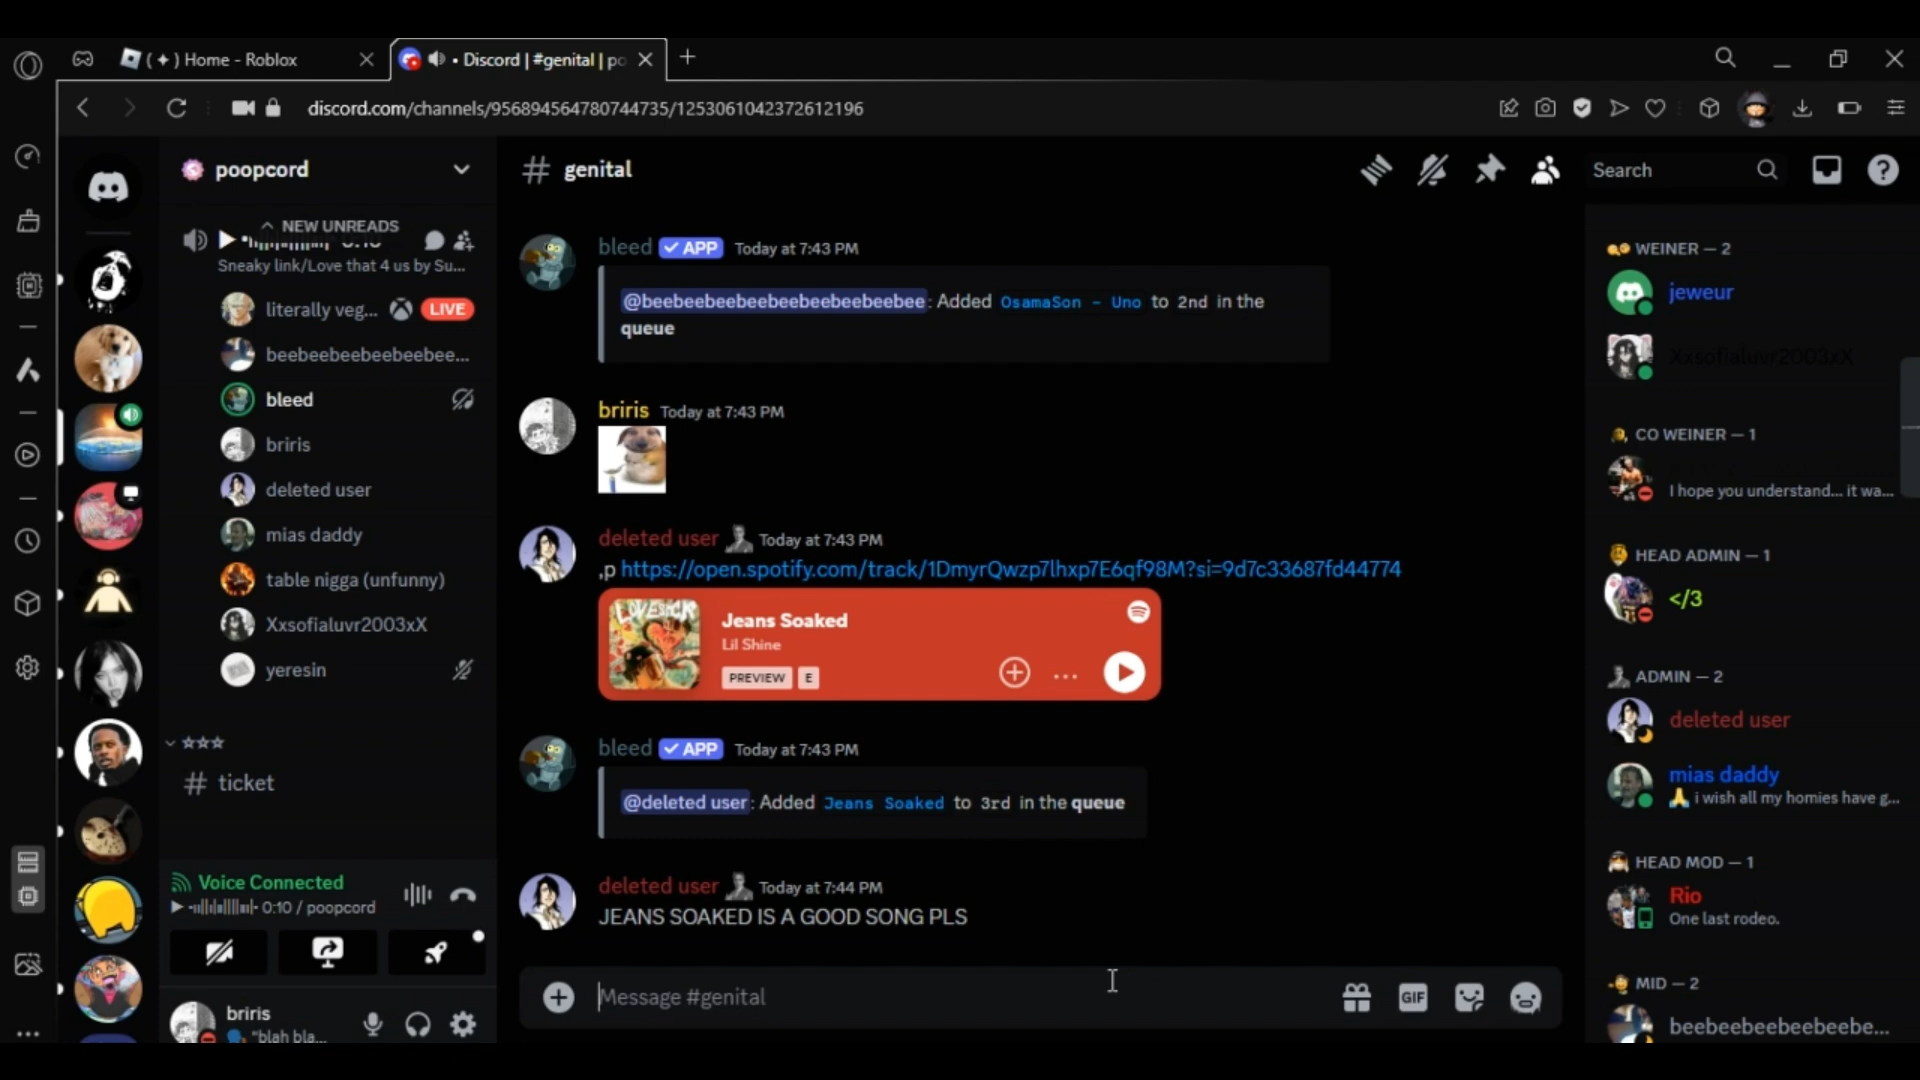 ( ✦ ) Home - Roblox
• Discord | #genital | po
discord.com/channels/956894564780744735/1253061042372612196
poopcord
NEW UNREADS
Sneaky link/Love that 4 us by Su...
literally veg...
LIVE
beebeebeebeebeebee...
bleed
briris
deleted user
mias daddy
table nigga (unfunny)
Xxsofialuvr2003xX
yeresin
☆☆☆
# ticket
Voice Connected
0:10 / poopcord
briris
"blah bla...
# genital
Search
bleed ✓ APP Today at 7:43 PM
@beebeebeebeebeebeebeebeebee: Added OsamaSon - Uno to 2nd in the
queue
briris Today at 7:43 PM
deleted user Today at 7:43 PM
,p https://open.spotify.com/track/1DmyrQwzp7lhxp7E6qf98M?si=9d7c33687fd44774
LOVESICK
Jeans Soaked
Lil Shine
PREVIEW E
bleed ✓ APP Today at 7:43 PM
@deleted user: Added Jeans Soaked to 3rd in the queue
deleted user Today at 7:44 PM
JEANS SOAKED IS A GOOD SONG PLS
Message #genital
GIF
WEINER — 2
jeweur
Xxsofialuvr2003xX
CO WEINER — 1
I hope you understand... it wa...
HEAD ADMIN — 1
</3
ADMIN — 2
deleted user
mias daddy
🙏 i wish all my homies have g...
HEAD MOD — 1
Rio
One last rodeo.
MID — 2
beebeebeebeebeebe...